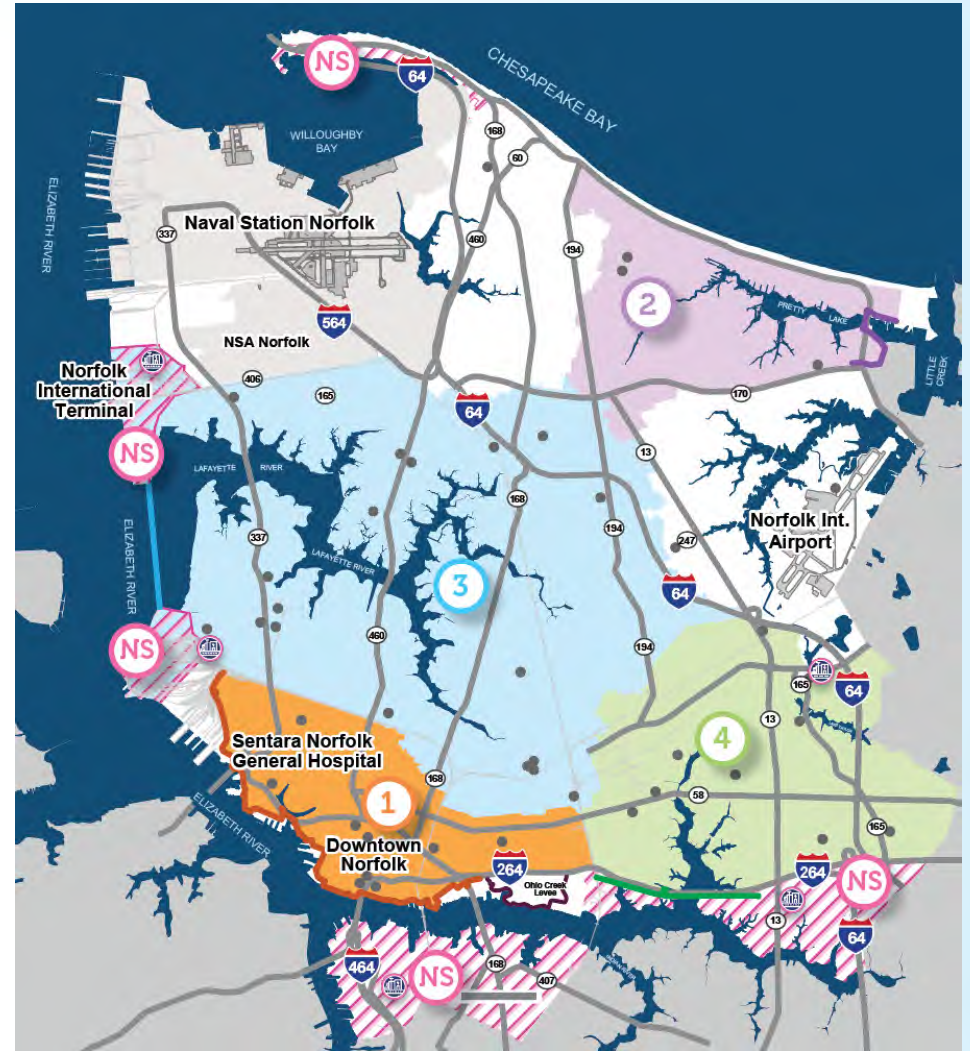 NS
64
CHESAPEAKE BAY
168
WILLOUGHBY
BAY
60
ELIZABETH RIVER
Naval Station Norfolk
337
460
194
2
564
PRETTY LAKE
NSA Norfolk
LITTLE CREEK
Norfolk
International
Terminal
406
165
64
170
NS
13
LAFAYETTE RIVER
168
194
Norfolk Int.
Airport
337
247
ELIZABETH RIVER
LAFAYETTE RIVER
3
64
460
194
NS
165
64
13
4
Sentara Norfolk
General Hospital
168
58
1
ELIZABETH RIVER
165
Downtown
Norfolk
264
264
NS
Ohio Creek
Levee
13
64
464
168
NS
407